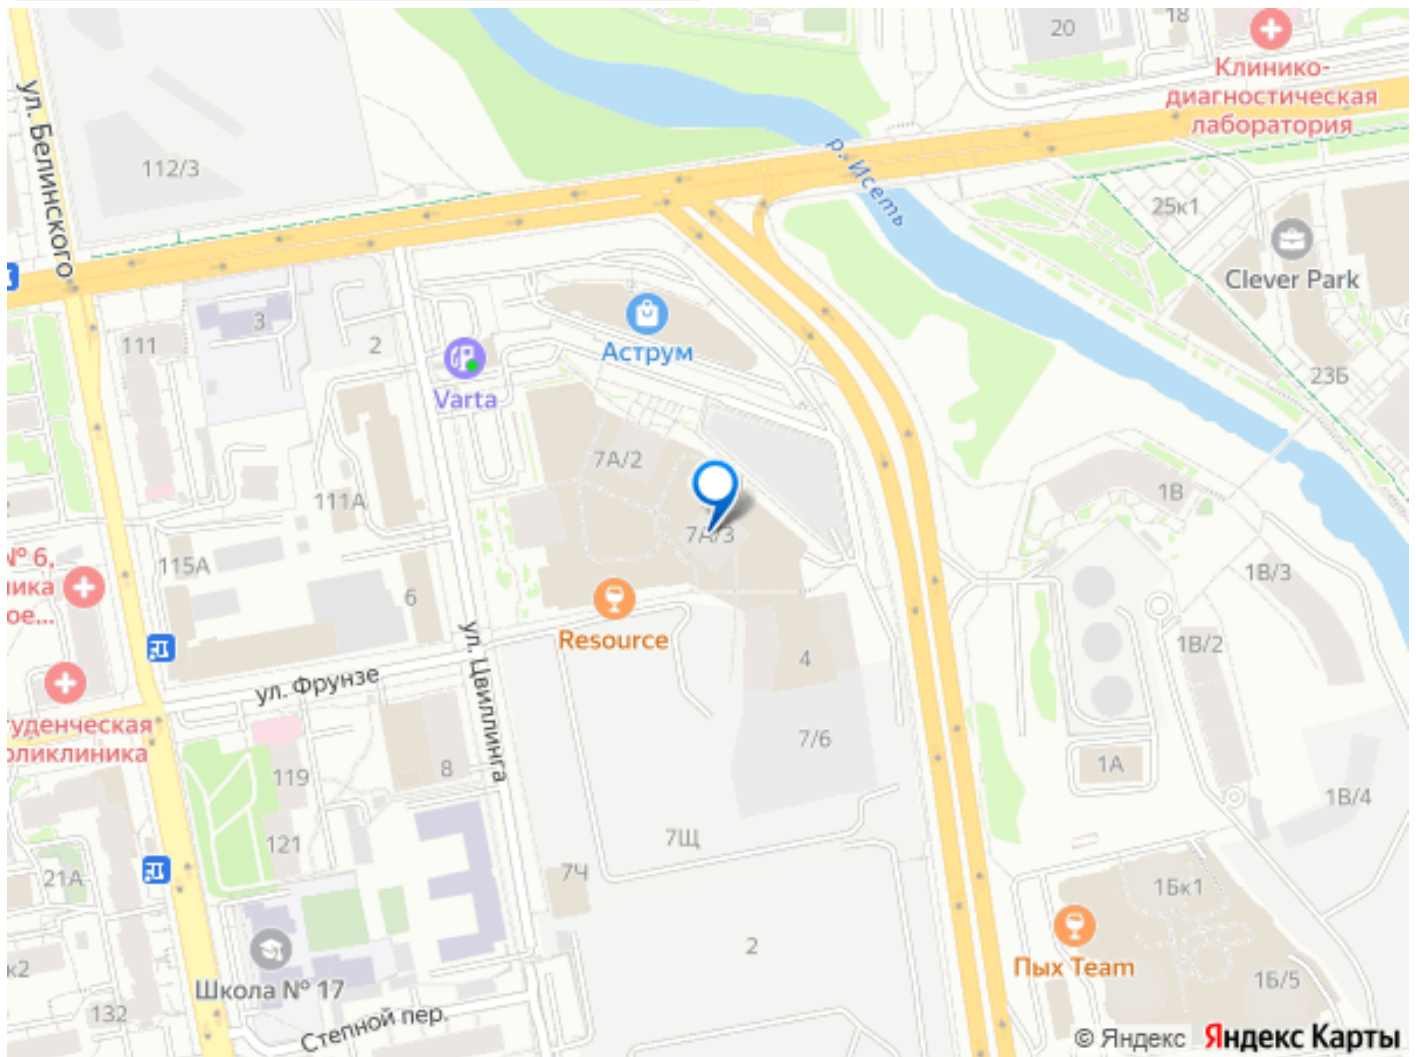 20
18
Клинико-
диагностическая
лаборатория
ул. Белинского
112/3
р. Исеть
25к1
Clever Park
3
2
111
Аструм
Varta
23Б
7А/2
1В
111А
7А/3
№ 6,
115А
6
1В/3
Resource
ул. Цвиллинга
4
1В/2
ул. Фрунзе
7/6
119
8
1А
1В/4
121
7Щ
21А
7Ч
1Бк1
2
Пых Team
Школа № 17
1Б/5
132
Степной пер.
© Яндекс Яндекс Карты